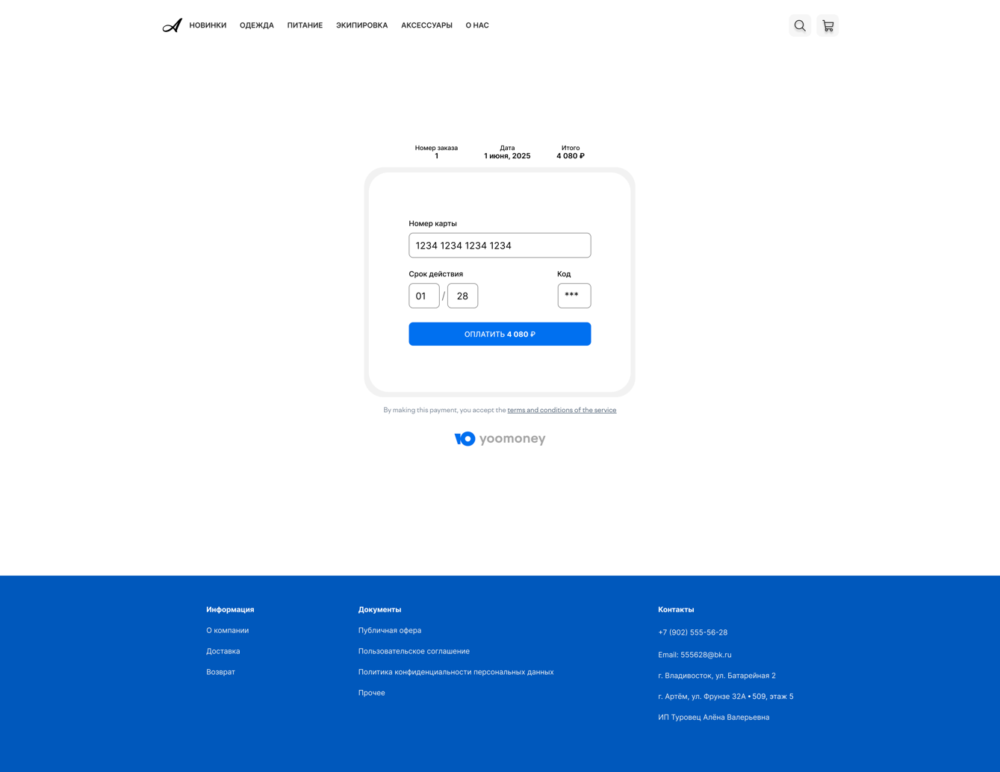 НОВИНКИ ОДЕЖДА ПИТАНИЕ ЭКИПИРОВКА АКСЕССУАРЫ О НАС
Номер заказа Дата Итого
1 1 июня, 2025 4 080 ₽
Номер карты
1234 1234 1234 1234
Срок действия Код
01 / 28 ***
ОПЛАТИТЬ 4 080 ₽
By making this payment, you accept the terms and conditions of the service
yoomoney
Информация
О компании
Доставка
Возврат
Документы
Публичная офера
Пользовательское соглашение
Политика конфиденциальности персональных данных
Прочее
Контакты
+7 (902) 555-56-28
Email: 555628@bk.ru
г. Владивосток, ул. Батарейная 2
г. Артём, ул. Фрунзе 32А • 509, этаж 5
ИП Туровец Алёна Валерьевна